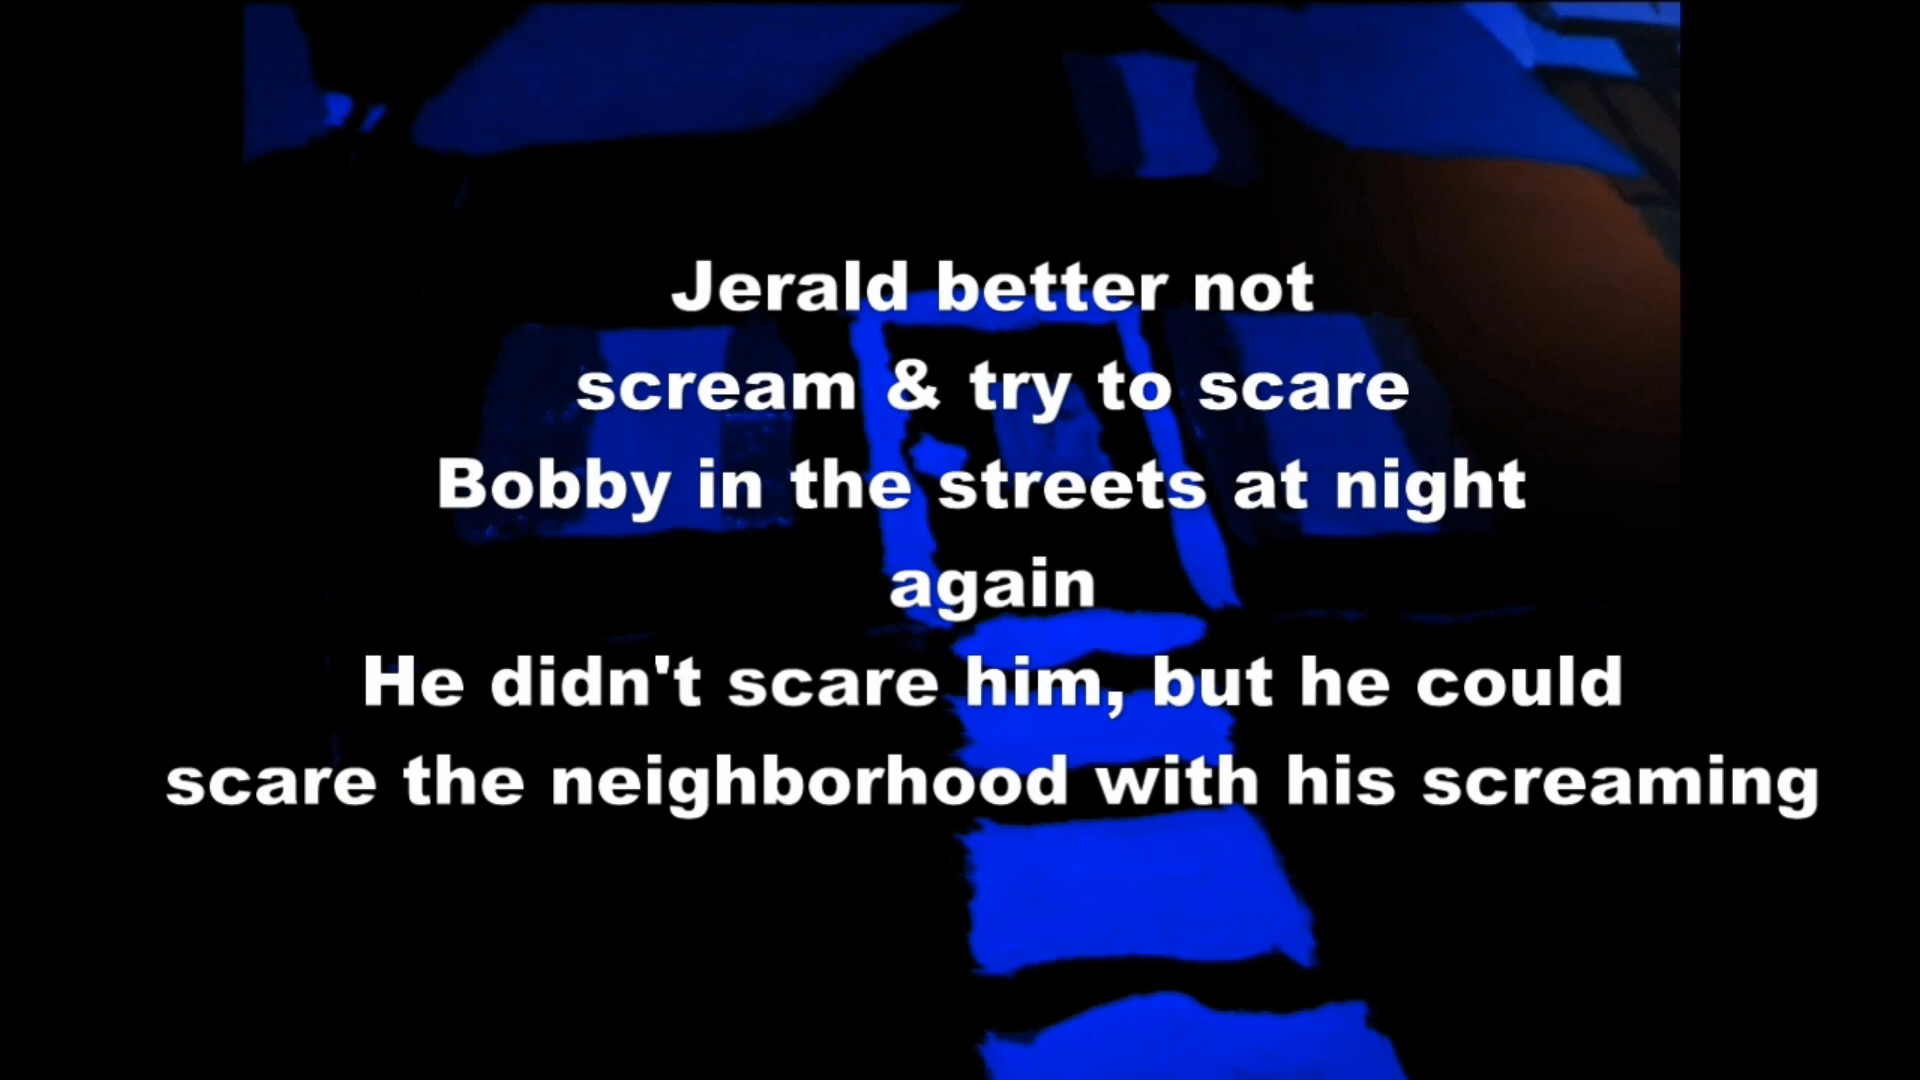 Jerald better not
scream & try to scare
Bobby in the streets at night
again
He didn't scare him, but he could
scare the neighborhood with his screaming